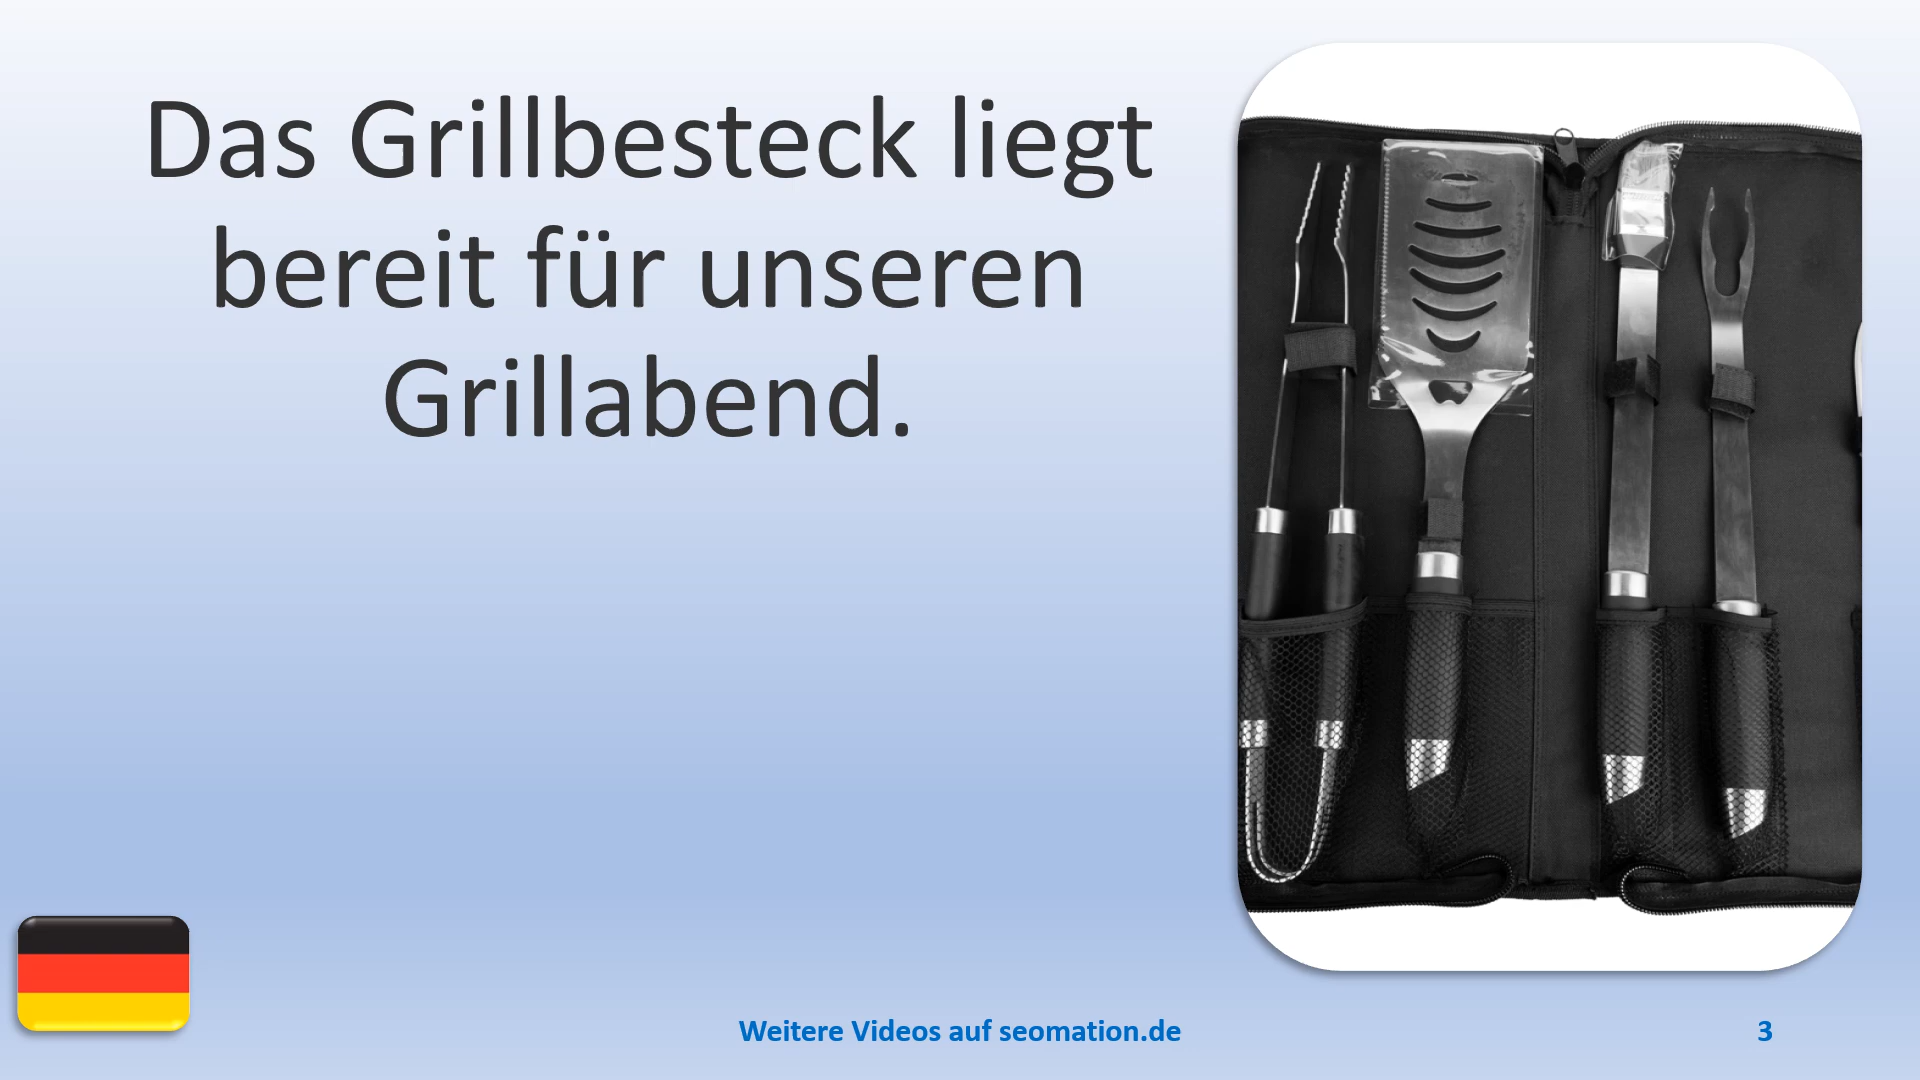 Das Grillbesteck liegt
bereit für unseren
Grillabend.
Weitere Videos auf seomation.de
3